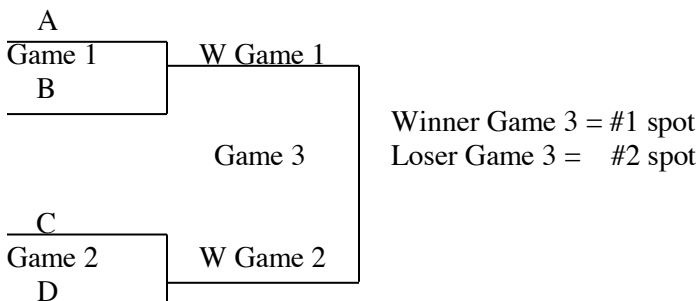 A
Game 1 W Game 1
B
Winner Game 3 = #1 spot
Game 3 Loser Game 3 = #2 spot
C
Game 2 W Game 2
D